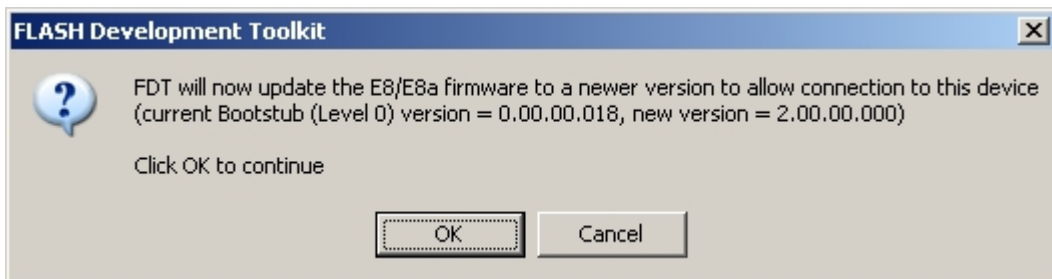 FLASH Development Toolkit
FDT will now update the E8/E8a firmware to a newer version to allow connection to this device
(current Bootstub (Level 0) version = 0.00.00.018, new version = 2.00.00.000)
Click OK to continue
OK
Cancel